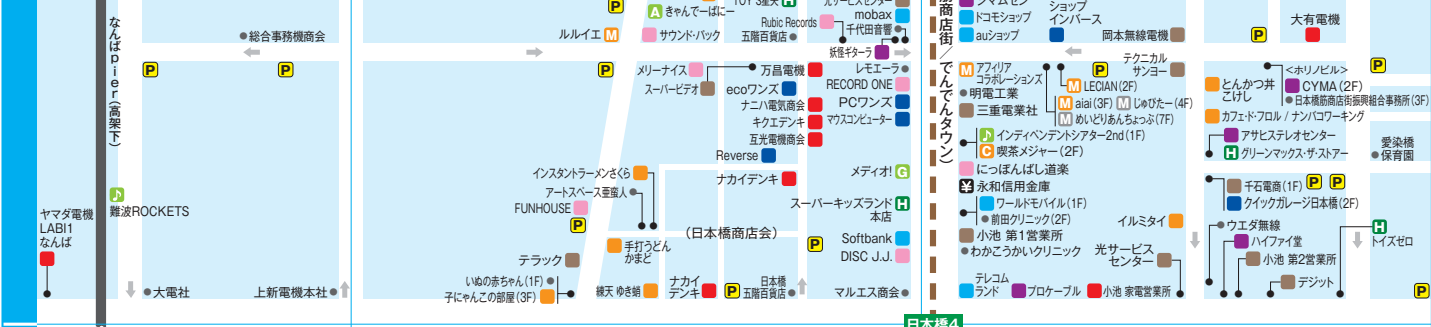 なんばpier(高架下)
総合事務機商会
P
P
難波ROCKETS
ヤマダ電機
LABI1
なんば
大電社
上新電機本社
P
A きゃんでーばにー
ルルイエ M
サウンド・パック
P
メリーナイス
スーパービデオ
インスタントラーメンさくら
アートスペース亜蛮人
FUNHOUSE
P
手打うどん
かまど
テラック
いぬの赤ちゃん(1F)
子にゃんこの部屋(3F)
練天 ゆき蛸
ナカイ
デンキ
P
日本橋
五階百貨店
(日本橋商店会)
P
H
Rubic Records
五階百貨店
mobax
千代田音響
妖怪ギターラ
万昌電機
ecoワンズ
ナニハ電気商会
キクエデンキ
互光電機商会
Reverse
ナカイデンキ
レモエーラ
RECORD ONE
PCワンズ
マウスコンピューター
メディオ! G
スーパーキッズランド H
本店
Softbank
DISC J.J.
マルエス商会
筋商店街/でんでんタウン)
日本橋4
ドコモショップ
auショップ
ショップ
インバース
岡本無線電機
テクニカル
サンヨー
M アフィリア
コラボレーションズ
明電工業
三重電業社
P
M LECIAN(2F)
M aiai(3F) M じゅびたー(4F)
M めいどりあんちょっぷ(7F)
インディペンデントシアター2nd(1F)
C 喫茶メジャー(2F)
にっぽんばし道楽
¥ 永和信用金庫
ワールドモバイル(1F)
前田クリニック(2F)
小池 第1営業所
わかこうかいクリニック
イルミタイ
光サービス
センター
テレコム
ランド
プロケーブル
小池 家電営業所
大有電機
P
P
とんかつ丼
こけし
<ホリノビル>
CYMA(2F)
日本橋筋商店街振興組合事務所(3F)
カフェ・ド・フロル / ナンバコワーキング
アサヒステレオセンター
H グリーンマックス・ザ・ストアー
愛染橋
保育園
千石電商(1F) P P
クイックガレージ日本橋(2F)
ウエダ無線
ハイファイ堂
小池 第2営業所
デジット
H
トイズゼロ
P